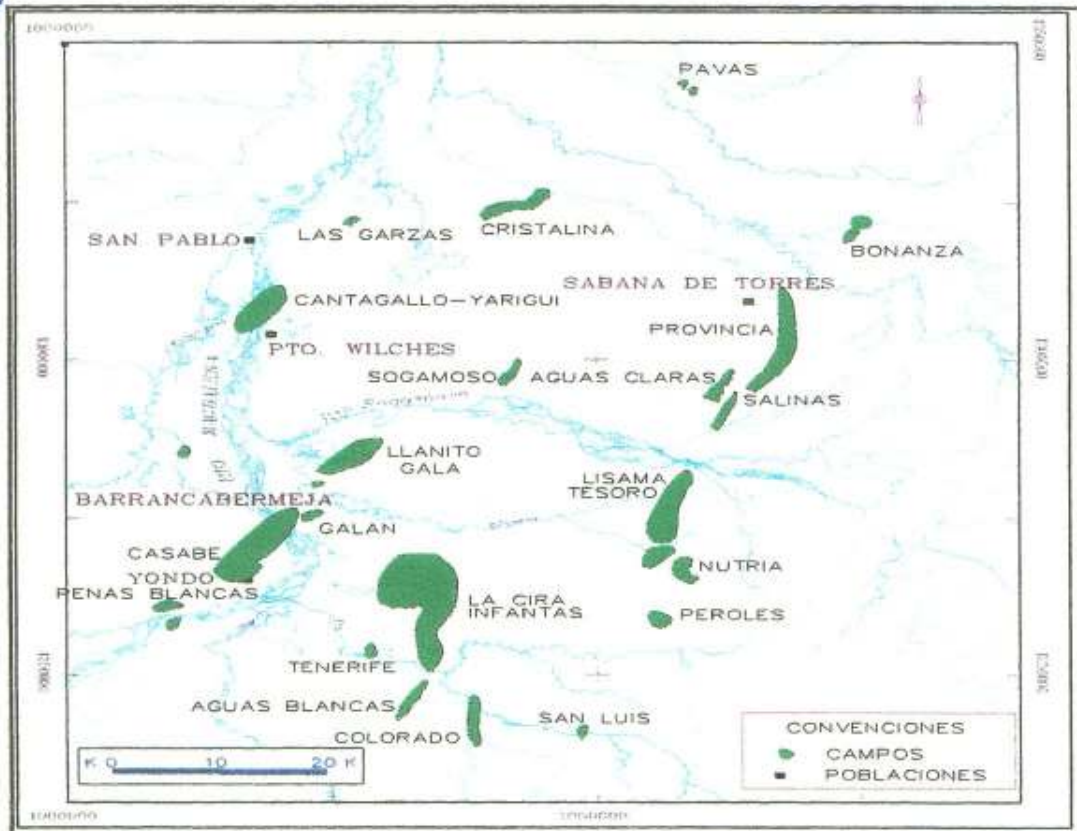 1000000
PAVAS
LAS GARZAS
CRISTALINA
SAN PABLO
BONANZA
SABANA DE TORRES
CANTAGALLO-YARIGUI
PROVINCIA
PTO. WILCHES
SOGAMOSO
AGUAS CLARAS
SALINAS
LLANITO
GALA
LISAMA
TESORO
BARRANCABERMEJA
GALAN
CASABE
YONDO
PENAS BLANCAS
NUTRIA
LA CIRA
INFANTAS
PEROLES
TENERIFE
AGUAS BLANCAS
COLORADO
SAN LUIS
CONVENCIONES
CAMPOS
POBLACIONES
K 0 10 20 K
1000000